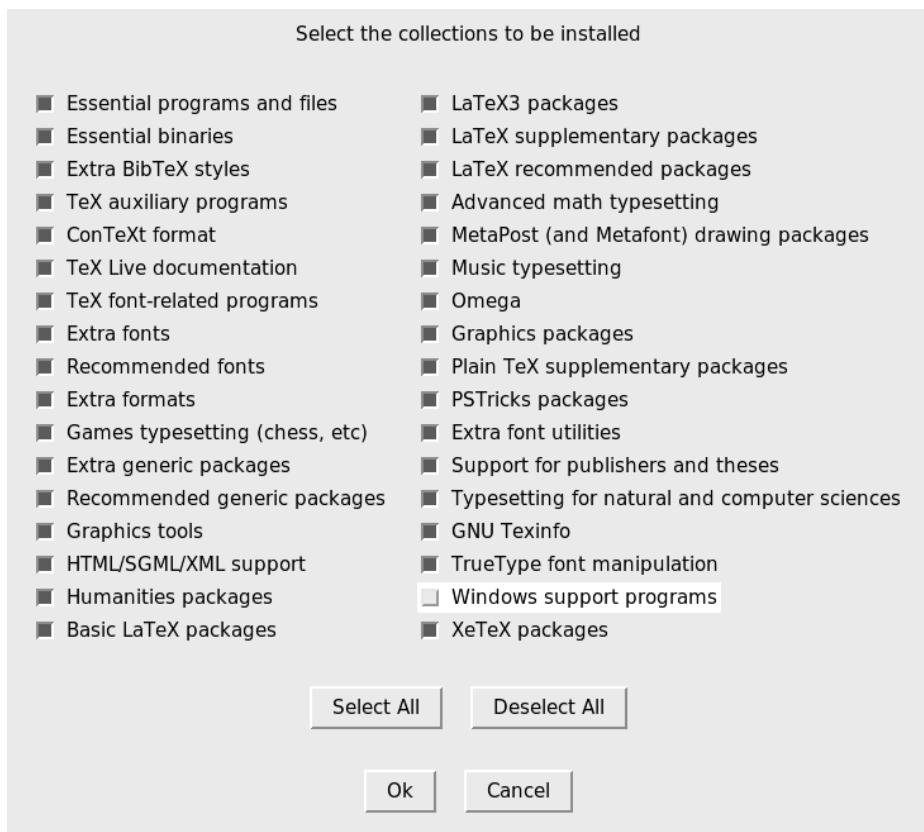 Select the collections to be installed
Essential programs and files
Essential binaries
Extra BibTeX styles
TeX auxiliary programs
ConTeXt format
TeX Live documentation
TeX font-related programs
Extra fonts
Recommended fonts
Extra formats
Games typesetting (chess, etc)
Extra generic packages
Recommended generic packages
Graphics tools
HTML/SGML/XML support
Humanities packages
Basic LaTeX packages
LaTeX3 packages
LaTeX supplementary packages
LaTeX recommended packages
Advanced math typesetting
MetaPost (and Metafont) drawing packages
Music typesetting
Omega
Graphics packages
Plain TeX supplementary packages
PSTricks packages
Extra font utilities
Support for publishers and theses
Typesetting for natural and computer sciences
GNU Texinfo
TrueType font manipulation
Windows support programs
XeTeX packages
Select All
Deselect All
Ok
Cancel